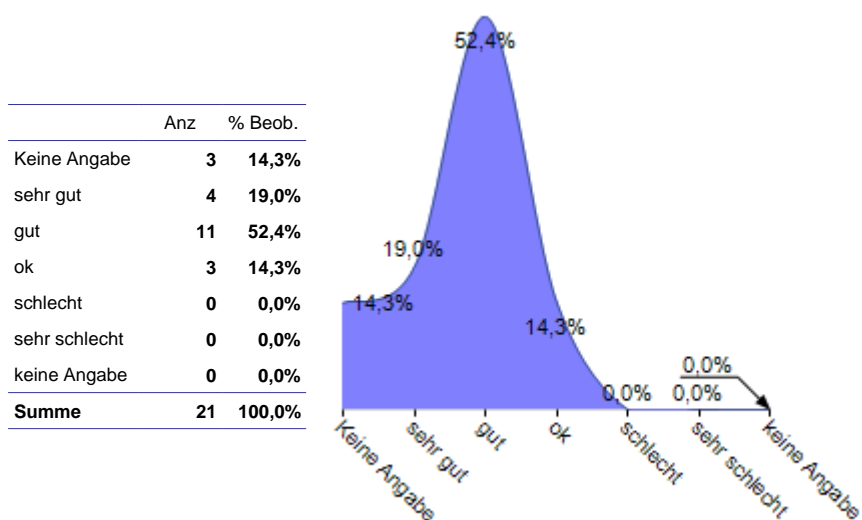 Anz % Beob.
Keine Angabe 3 14,3%
sehr gut 4 19,0%
gut 11 52,4%
ok 3 14,3%
schlecht 0 0,0%
sehr schlecht 0 0,0%
keine Angabe 0 0,0%
Summe 21 100,0%
52,4%
19,0%
14,3%
14,3%
0,0%
0,0%
0,0%
Keine Angabe
sehr gut
gut
ok
schlecht
sehr schlecht
keine Angabe